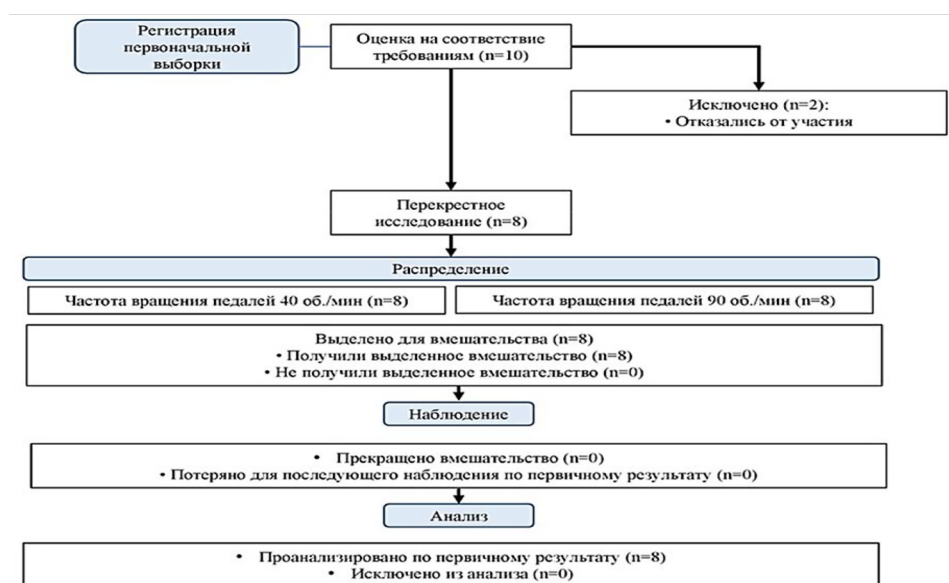 Регистрация
первоначальной
выборки
Оценка на соответствие
требованиям (n=10)
Исключено (n=2):
• Отказались от участия
Перекрестное
исследование (n=8)
Распределение
Частота вращения педалей 40 об./мин (n=8)
Частота вращения педалей 90 об./мин (n=8)
Выделено для вмешательства (n=8)
• Получили выделенное вмешательство (n=8)
• Не получили выделенное вмешательство (n=0)
Наблюдение
• Прекращено вмешательство (n=0)
• Потеряно для последующего наблюдения по первичному результату (n=0)
Анализ
• Проанализировано по первичному результату (n=8)
• Исключено из анализа (n=0)